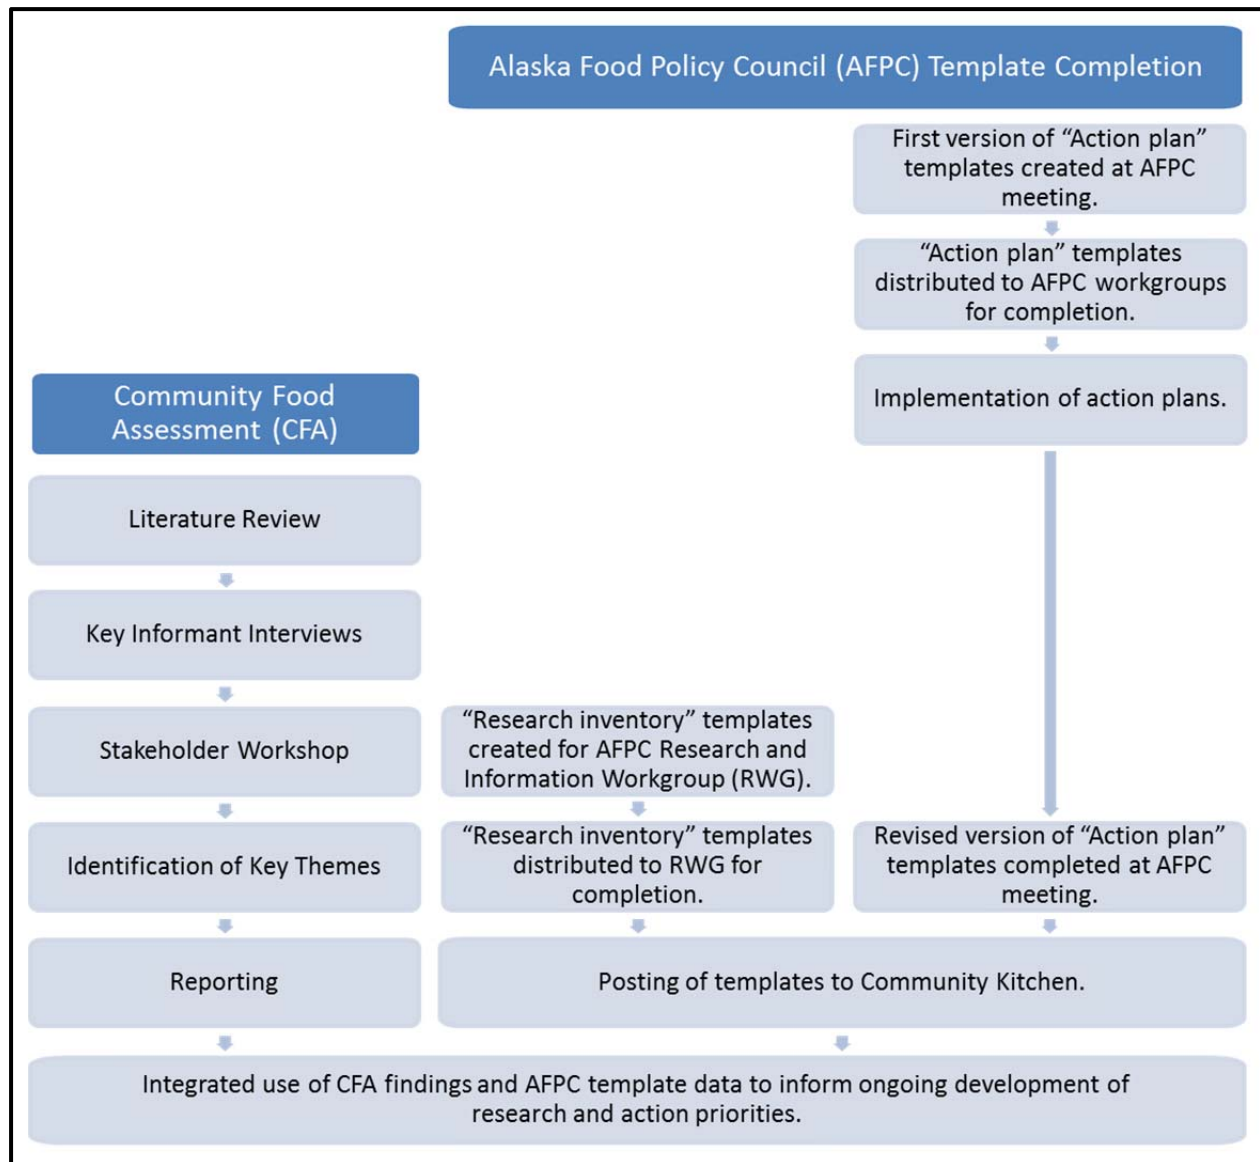 Alaska Food Policy Council (AFPC) Template Completion
First version of “Action plan”
templates created at AFPC
meeting.
“Action plan” templates
distributed to AFPC workgroups
for completion.
Implementation of action plans.
Community Food
Assessment (CFA)
Literature Review
Key Informant Interviews
Stakeholder Workshop
Identification of Key Themes
Reporting
“Research inventory” templates
created for AFPC Research and
Information Workgroup (RWG).
“Research inventory” templates
distributed to RWG for
completion.
Revised version of “Action plan”
templates completed at AFPC
meeting.
Posting of templates to Community Kitchen.
Integrated use of CFA findings and AFPC template data to inform ongoing development of
research and action priorities.